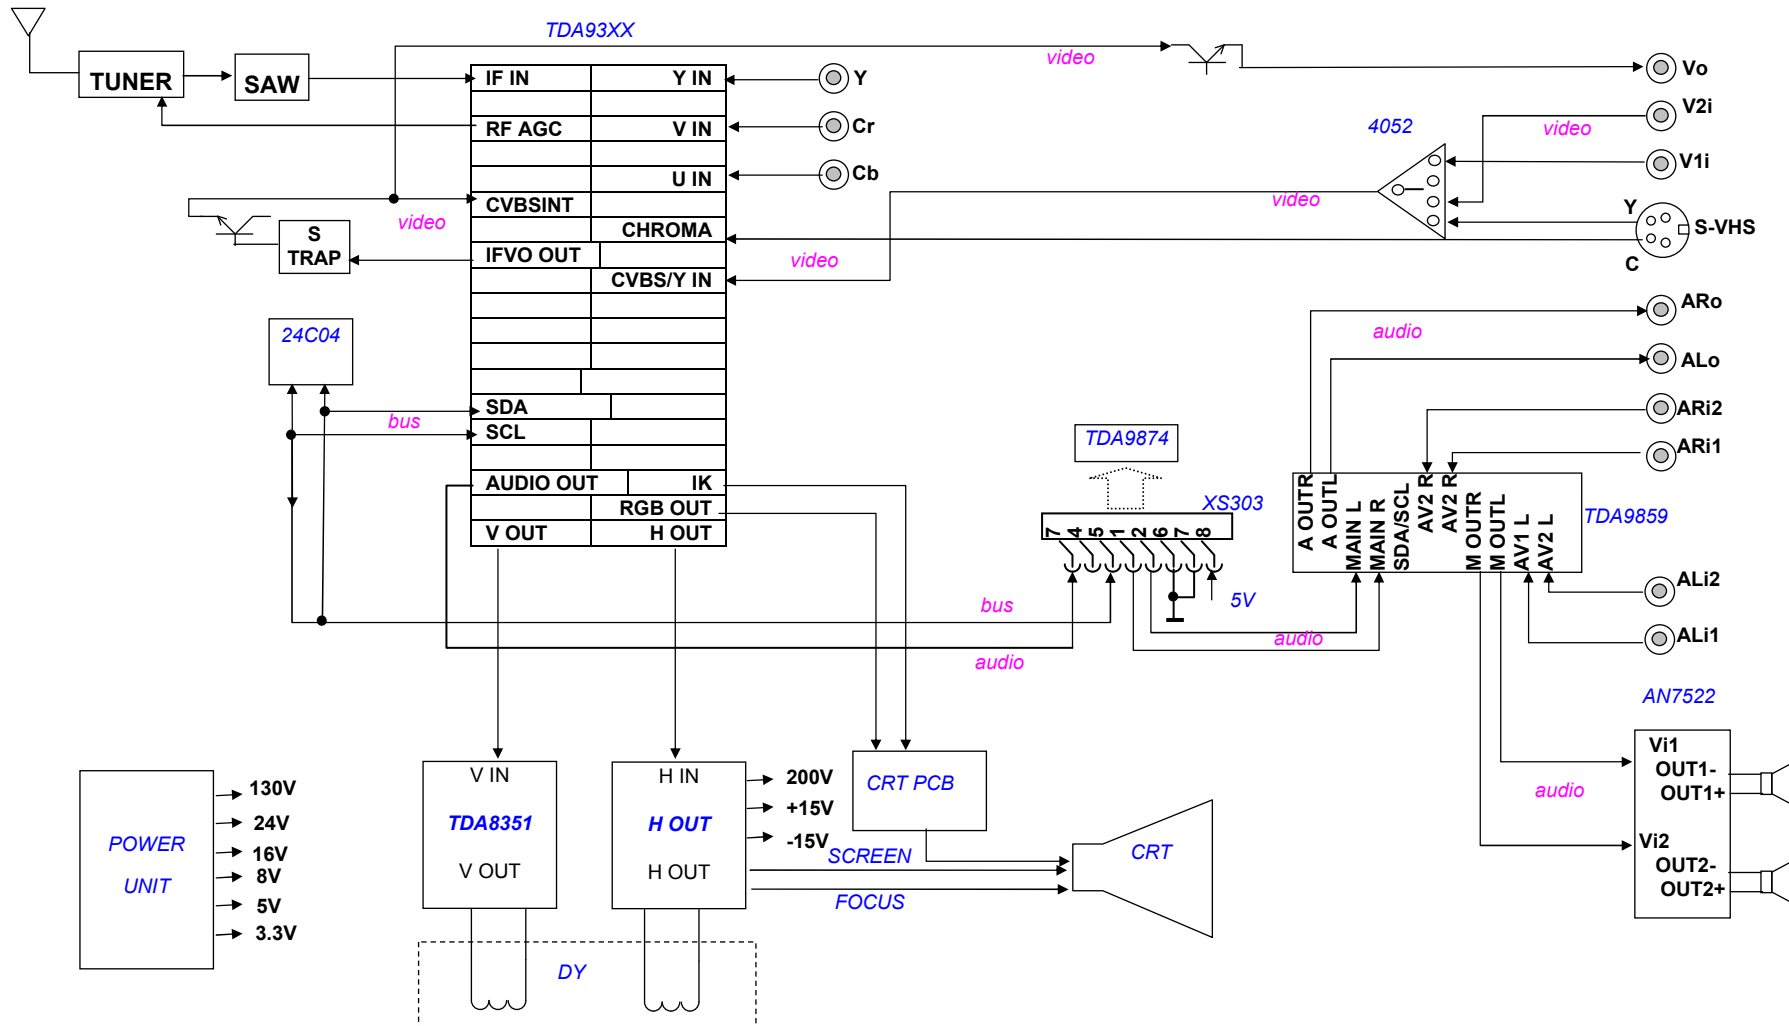 TDA93XX
video
TUNER
SAW
IF IN
Y IN
Y
Vo
RF AGC
V IN
Cr
4052
video
V2i
U IN
Cb
V1i
CVBSINT
video
Y
video
S
TRAP
CHROMA
S-VHS
IFVO OUT
video
C
CVBS/Y IN
24C04
ARo
audio
ALo
SDA
ARi2
bus
SCL
TDA9874
ARi1
AUDIO OUT
IK
RGB OUT
XS303
V OUT
H OUT
7 4 5 1 2 6 7 8
A OUTR
A OUTL
MAIN L
MAIN R
SDA/SCL
AV2 R
AV2 R
M OUTR
M OUTL
AV1 L
AV2 L
TDA9859
5V
ALi2
bus
audio
ALi1
audio
AN7522
Vi1
OUT1-
OUT1+
audio
Vi2
OUT2-
OUT2+
POWER
UNIT
130V
24V
16V
8V
5V
3.3V
V IN
TDA8351
V OUT
H IN
H OUT
H OUT
200V
+15V
-15V
CRT PCB
SCREEN
FOCUS
CRT
DY